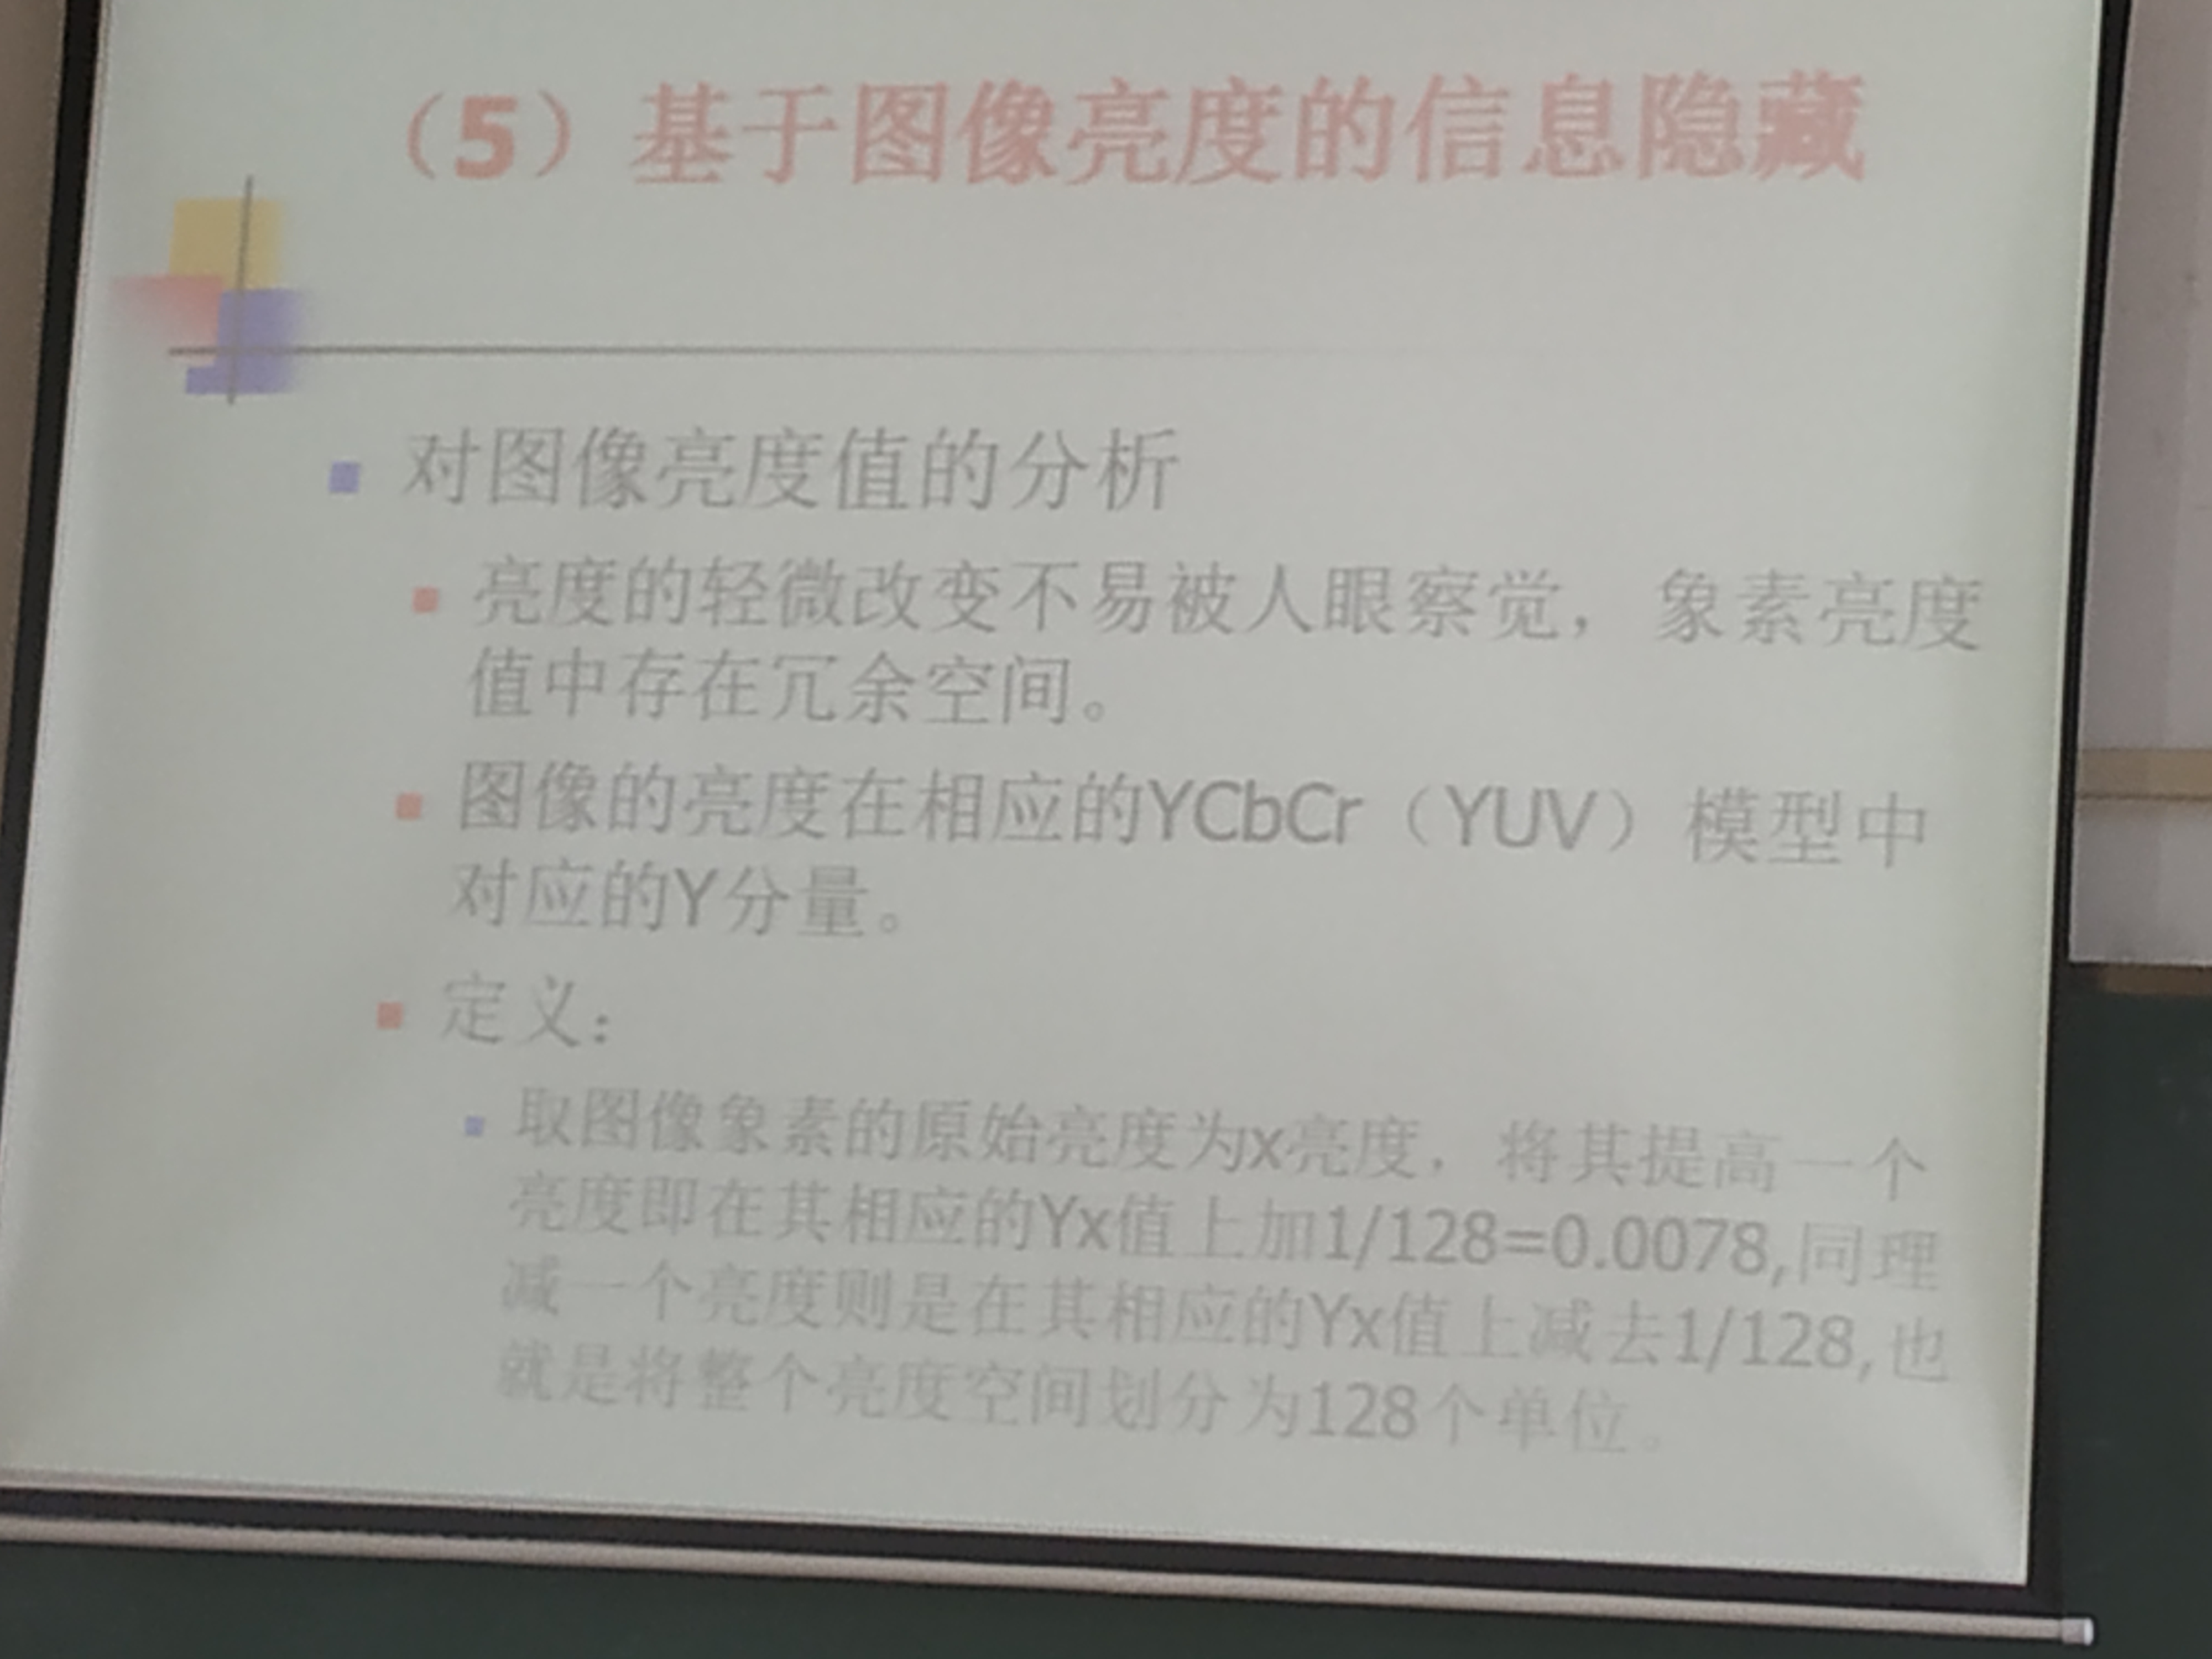 （5）基于图像亮度的信息隐藏
对图像亮度值的分析
亮度的轻微改变不易被人眼察觉，象素亮度
值中存在冗余空间。
图像的亮度在相应的YCbCr（YUV）模型中
对应的Y分量。
定义：
取图像象素的原始亮度为x亮度，将其提高一个
亮度即在其相应的Yx值上加1/128=0.0078,同理
减一个亮度则是在其相应的Yx值上减去1/128,也
就是将整个亮度空间划分为128个单位。